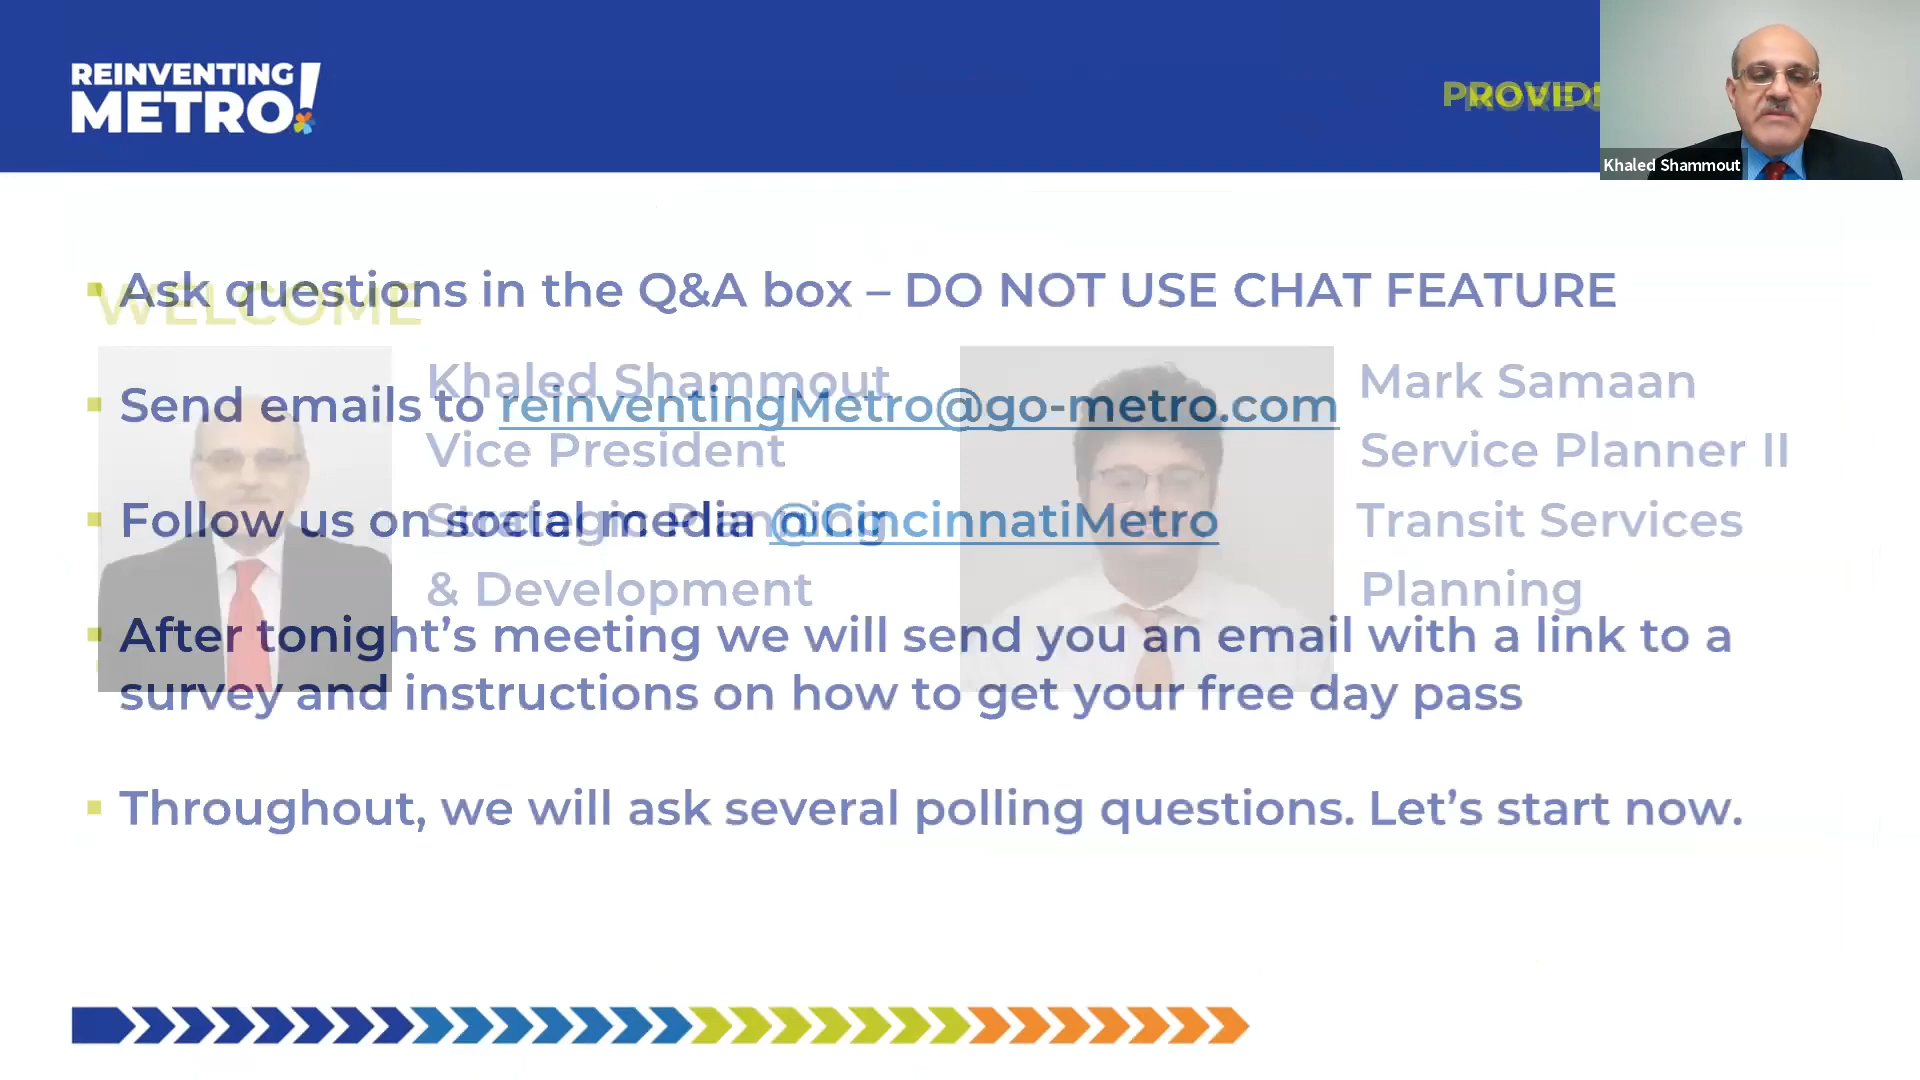 REINVENTING
METRO!
Khaled Shammout
WELCOME
Khaled Shammout
Vice President
Strategic Planning
& Development
Mark Samaan
Service Planner II
Transit Services
Planning
Ask questions in the Q&A box – DO NOT USE CHAT FEATURE
Send emails to reinventingMetro@go-metro.com
Follow us on social media @CincinnatiMetro
After tonight’s meeting we will send you an email with a link to a
survey and instructions on how to get your free day pass
Throughout, we will ask several polling questions. Let’s start now.